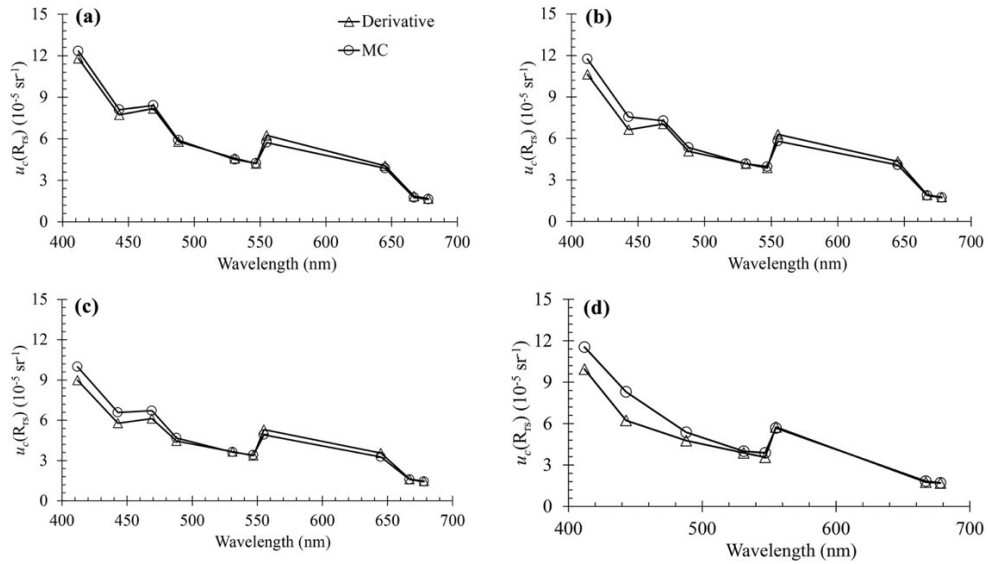 (a)
Derivative
MC
15
12
9
6
3
0
u_c(R_rs) (10^-5 sr^-1)
400 450 500 550 600 650 700
Wavelength (nm)
(b)
15
12
9
6
3
0
u_c(R_rs) (10^-5 sr^-1)
400 450 500 550 600 650 700
Wavelength (nm)
(c)
15
12
9
6
3
0
u_c(R_rs) (10^-5 sr^-1)
400 450 500 550 600 650 700
Wavelength (nm)
(d)
15
12
9
6
3
0
u_c(R_rs) (10^-5 sr^-1)
400 500 600 700
Wavelength (nm)